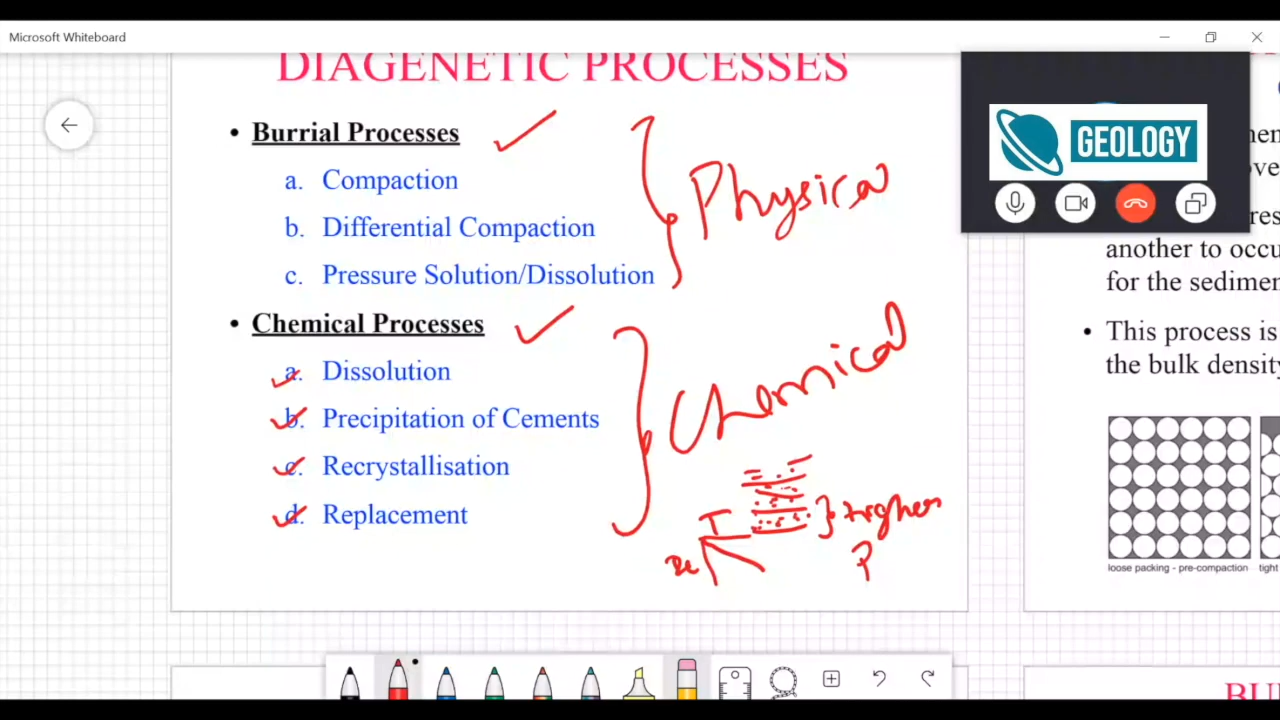 Microsoft Whiteboard
DIAGENETIC PROCESSES
• Burrial Processes
a. Compaction
b. Differential Compaction
c. Pressure Solution/Dissolution
Physical
• Chemical Processes
a. Dissolution
b. Precipitation of Cements
c. Recrystallisation
d. Replacement
Chemical
T
Higher
P
GEOLOGY
another to occu
for the sedimen
• This process is
the bulk density
loose packing - pre-compaction
tight
BU